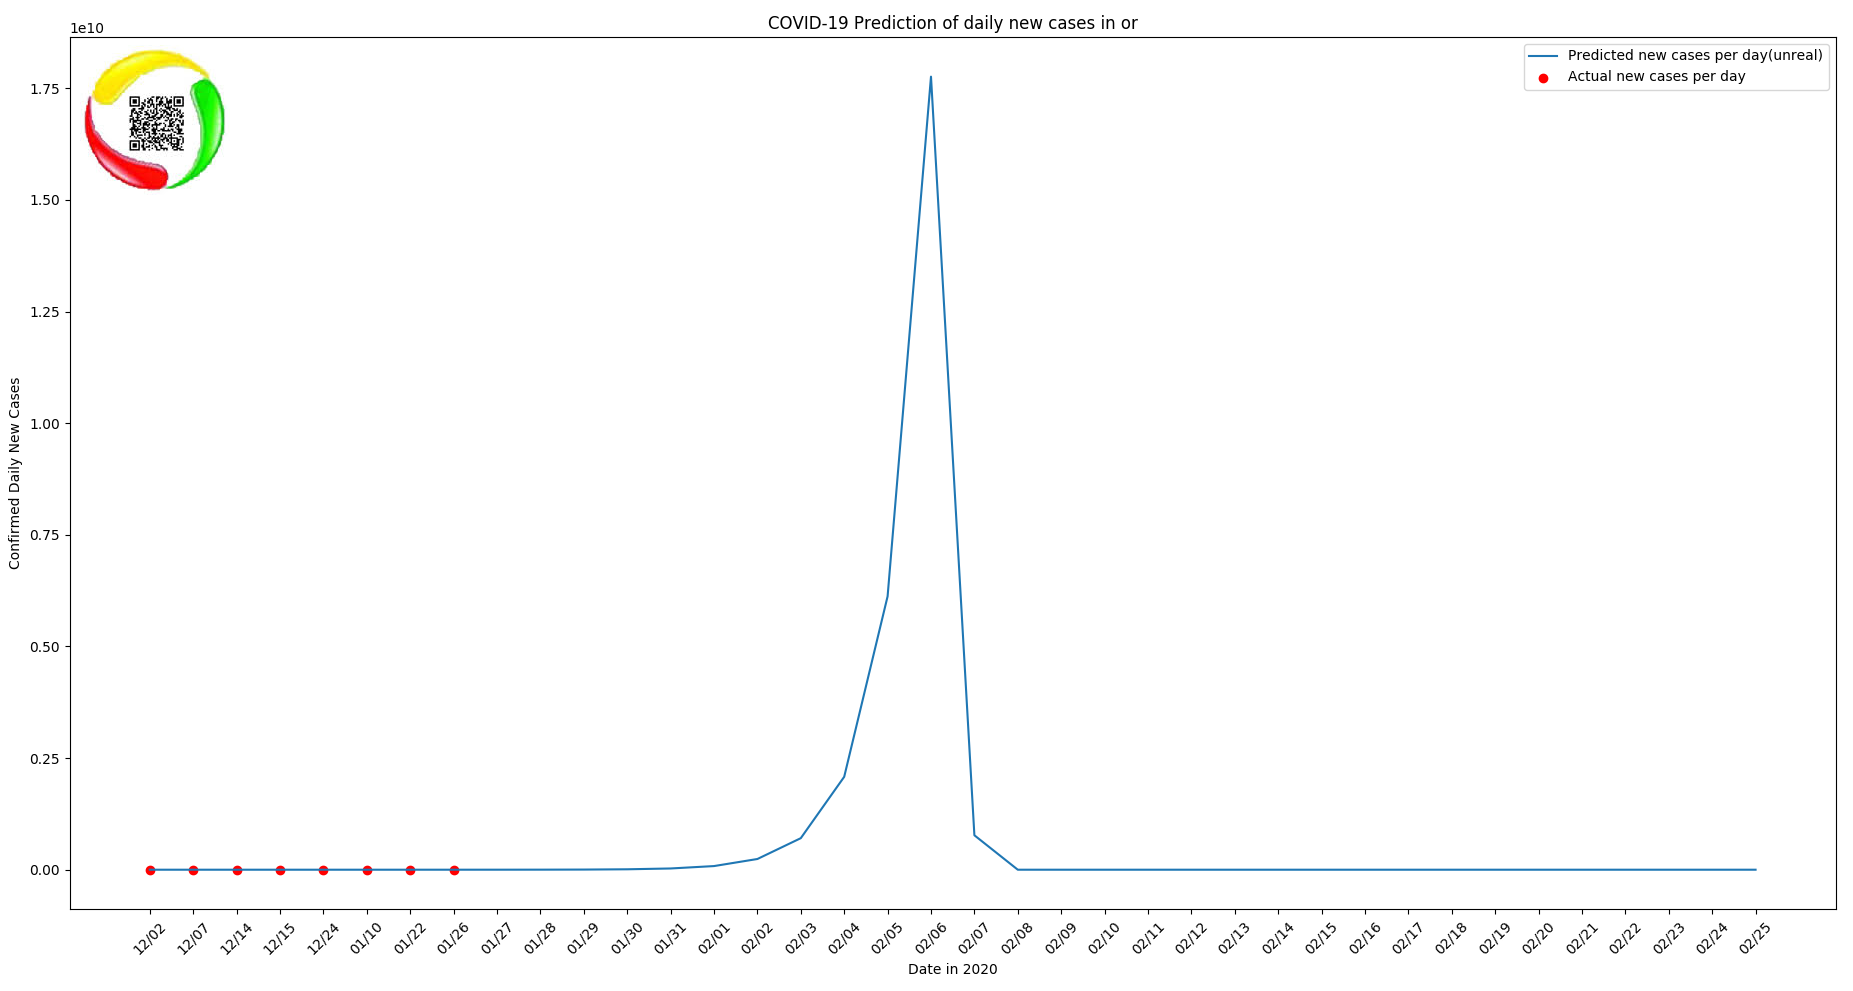 COVID-19 Prediction of daily new cases in or
1e10
Predicted new cases per day(unreal)
Actual new cases per day
1.75
1.50
1.25
1.00
0.75
0.50
0.25
0.00
Confirmed Daily New Cases
12/02 12/07 12/14 12/15 12/24 01/10 01/22 01/26 01/27 01/28 01/29 01/30 01/31 02/01 02/02 02/03 02/04 02/05 02/06 02/07 02/08 02/09 02/10 02/11 02/12 02/13 02/14 02/15 02/16 02/17 02/18 02/19 02/20 02/21 02/22 02/23 02/24 02/25
Date in 2020